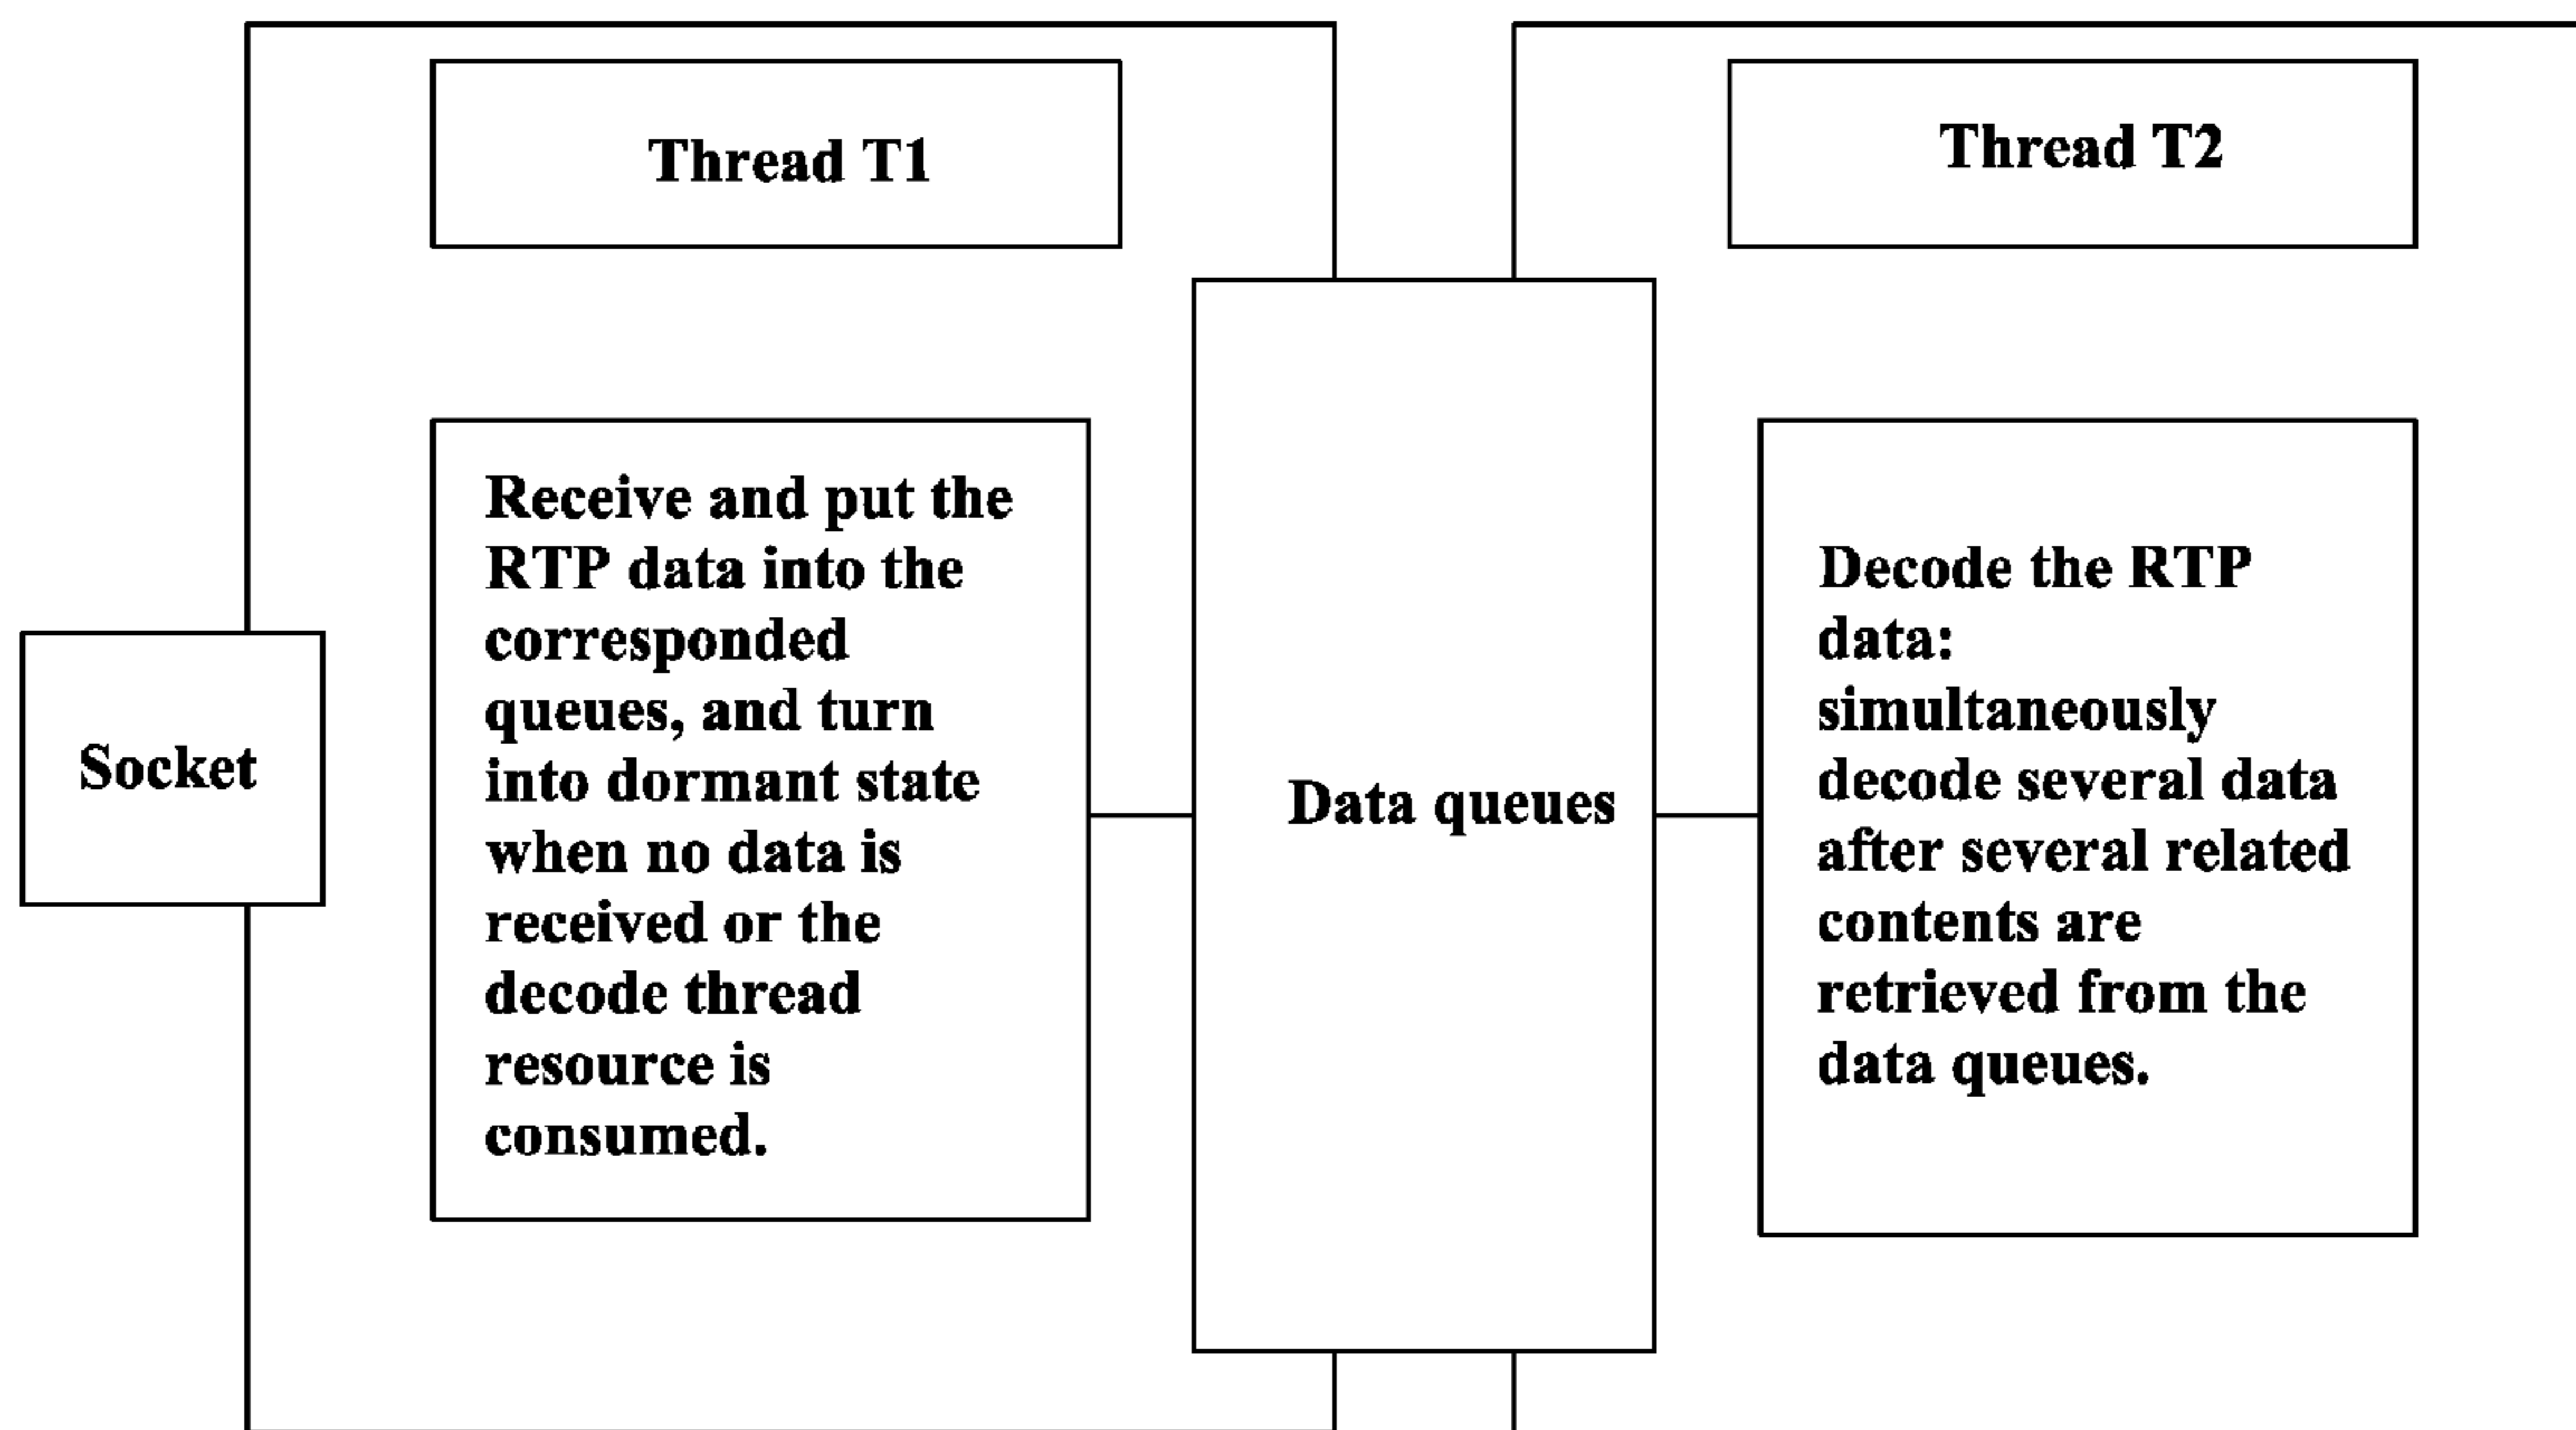 Thread T1
Thread T2
Socket
Receive and put the
RTP data into the
corresponded
queues, and turn
into dormant state
when no data is
received or the
decode thread
resource is
consumed.
Data queues
Decode the RTP
data:
simultaneously
decode several data
after several related
contents are
retrieved from the
data queues.